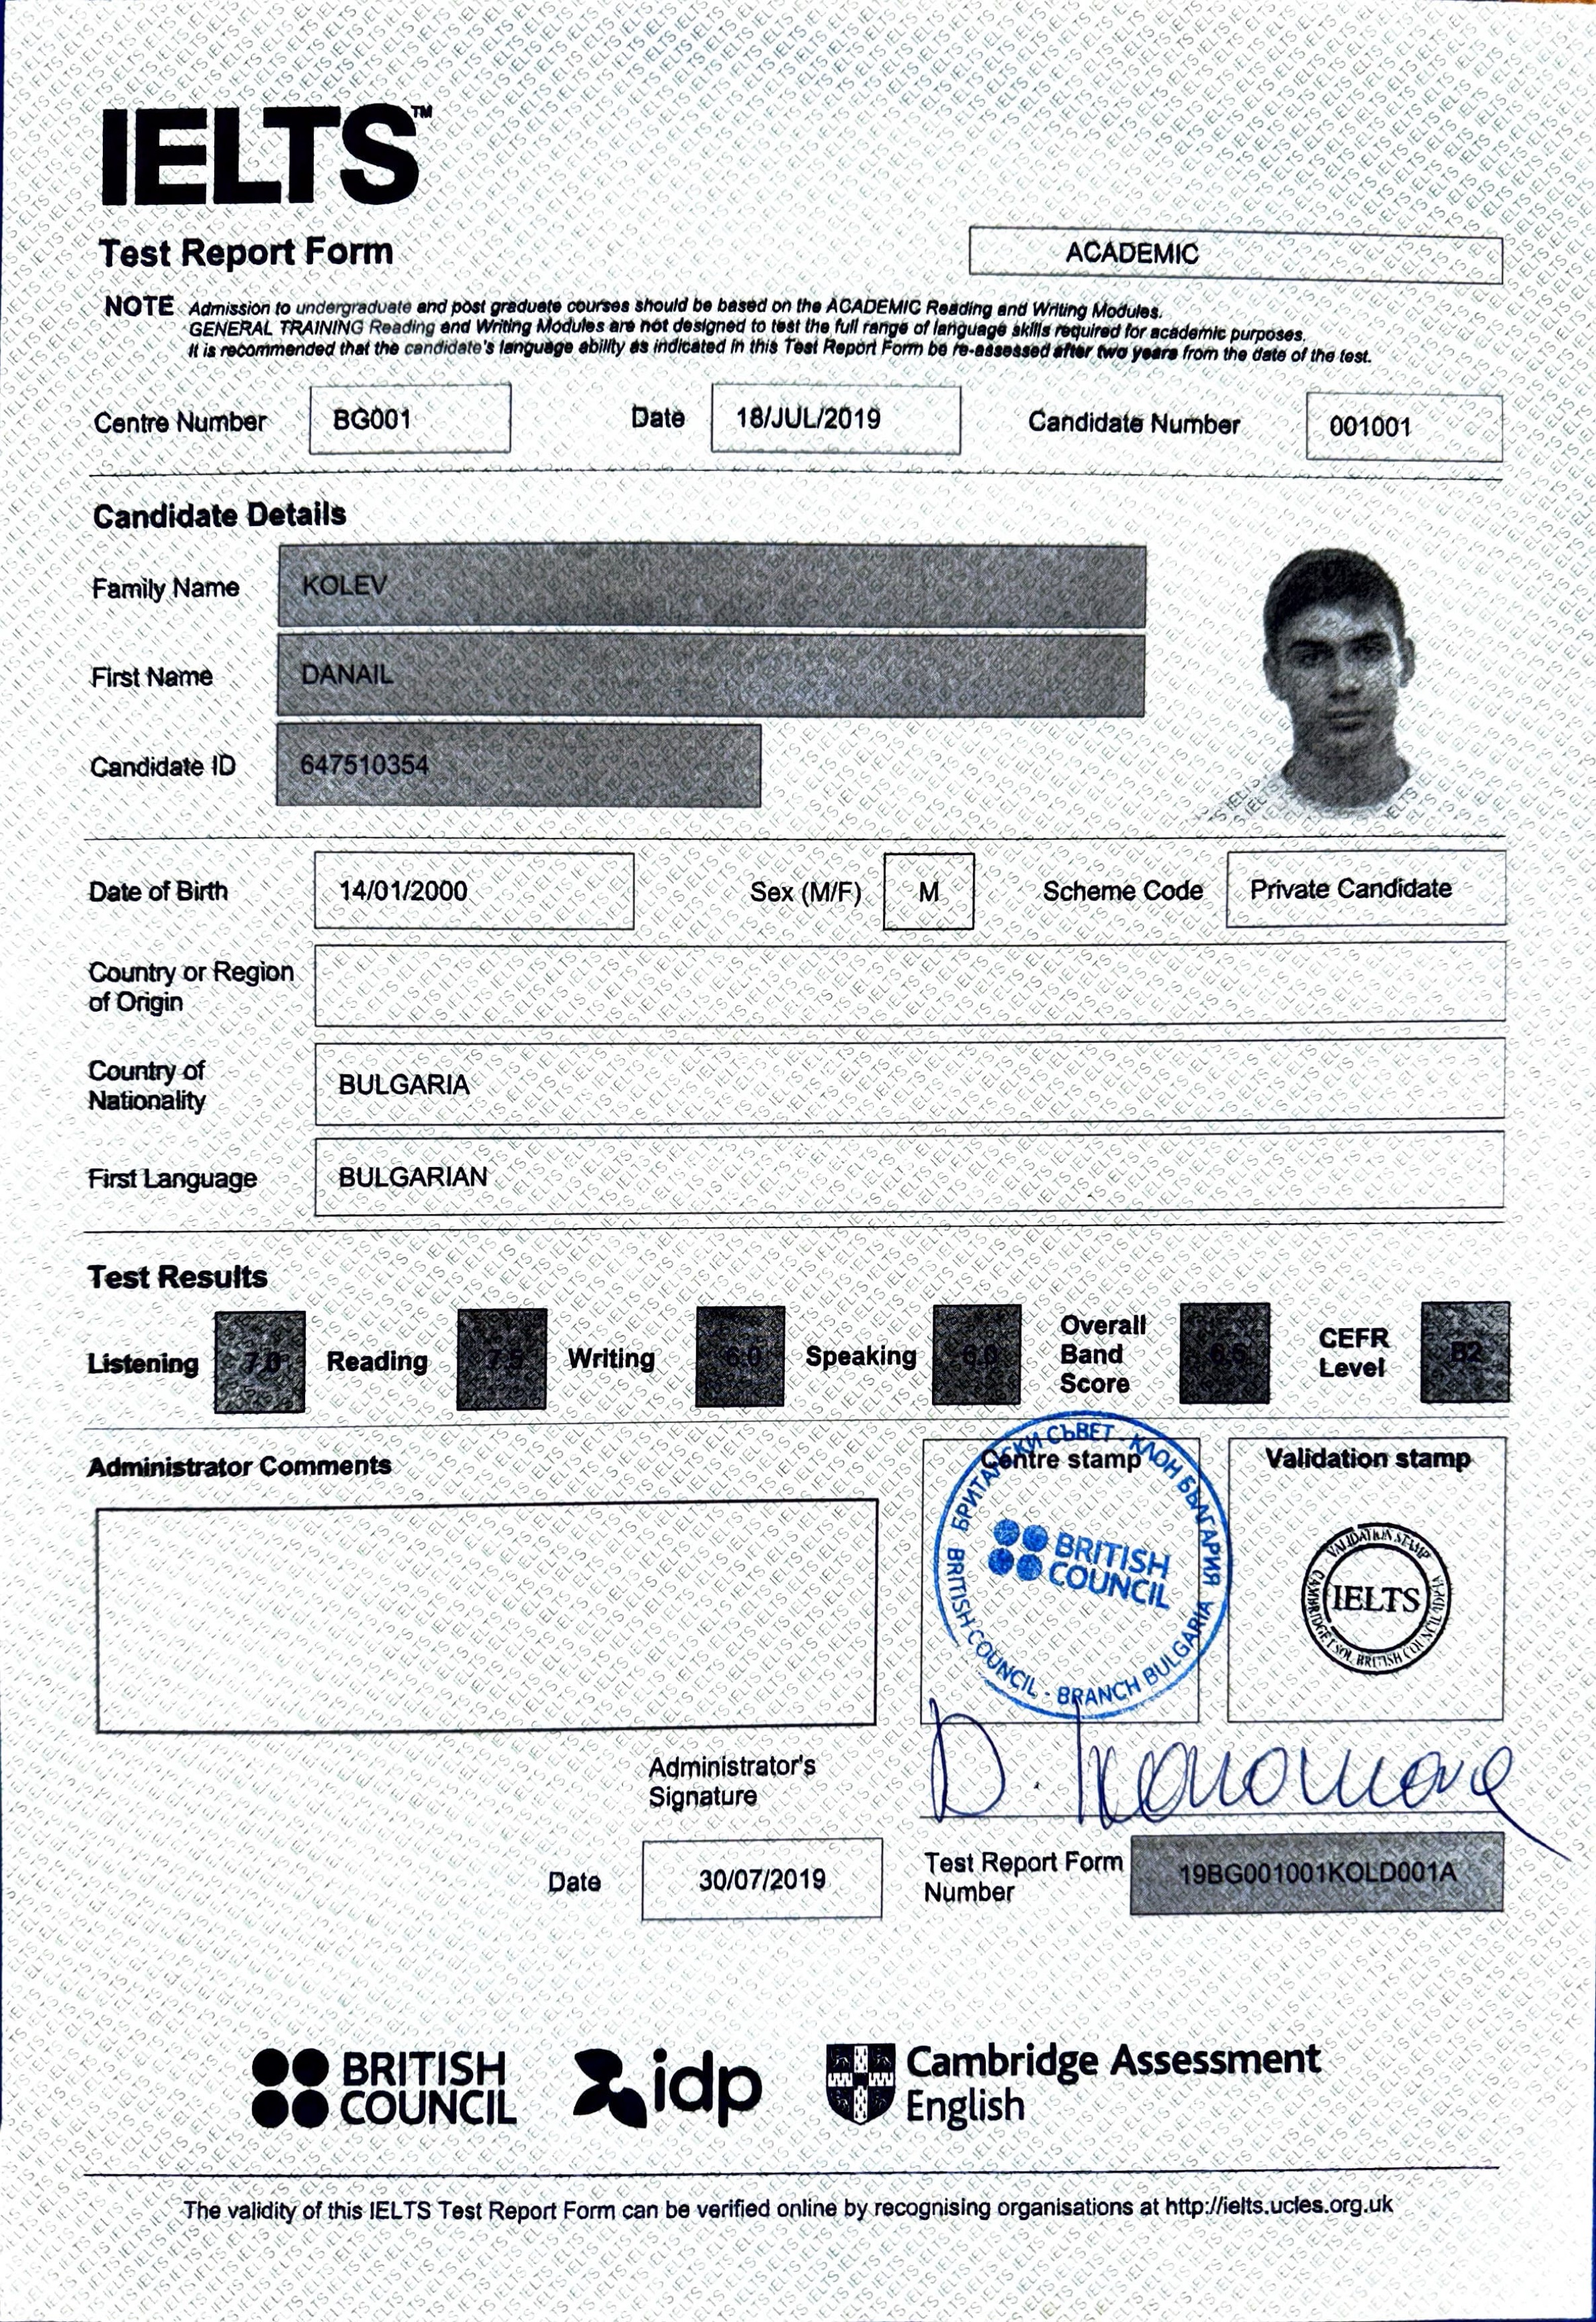 IELTS™
Test Report Form
ACADEMIC
NOTE Admission to undergraduate and post graduate courses should be based on the ACADEMIC Reading and Writing Modules.
GENERAL TRAINING Reading and Writing Modules are not designed to test the full range of language skills required for academic purposes.
It is recommended that the candidate's language ability as indicated in this Test Report Form be re-assessed after two years from the date of the test.
Centre Number BG001 Date 18/JUL/2019 Candidate Number 001001
Candidate Details
Family Name KOLEV
First Name DANAIL
Candidate ID 647510354
Date of Birth 14/01/2000 Sex (M/F) M Scheme Code Private Candidate
Country or Region
of Origin
Country of
Nationality
BULGARIA
First Language BULGARIAN
Test Results
Listening 7.0 Reading 7.5 Writing 6.0 Speaking 6.0
Overall
Band
Score
6.5
CEFR
Level
B2
Administrator Comments
Centre stamp
БРИТАНСКИ СЪВЕТ - КЛОН БЪЛГАРИЯ
BRITISH
COUNCIL
BRITISH COUNCIL - BRANCH BULGARIA
Validation stamp
VALIDATION STAMP
IELTS
Administrator's
Signature
Date 30/07/2019
Test Report Form
Number
19BG001001KOLD001A
BRITISH
COUNCIL
idp
Cambridge Assessment
English
The validity of this IELTS Test Report Form can be verified online by recognising organisations at http://ielts.ucles.org.uk